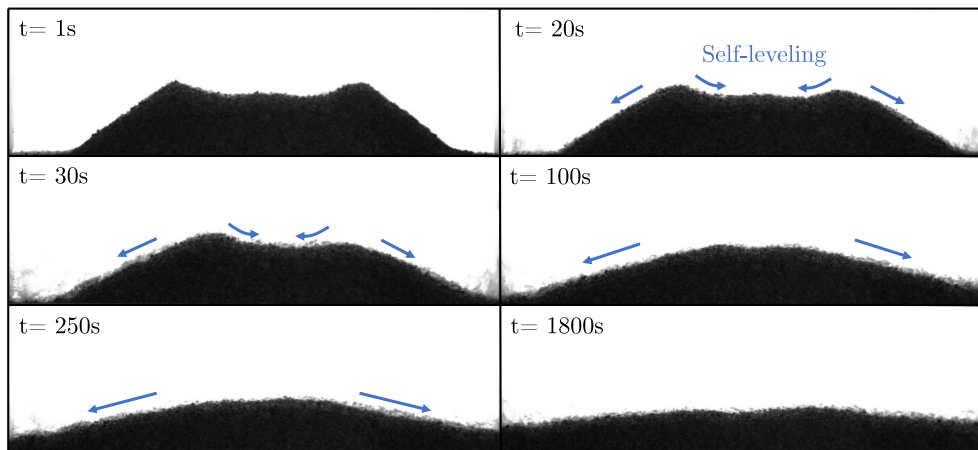 t= 1s
t= 20s
Self-leveling
t= 30s
t= 100s
t= 250s
t= 1800s